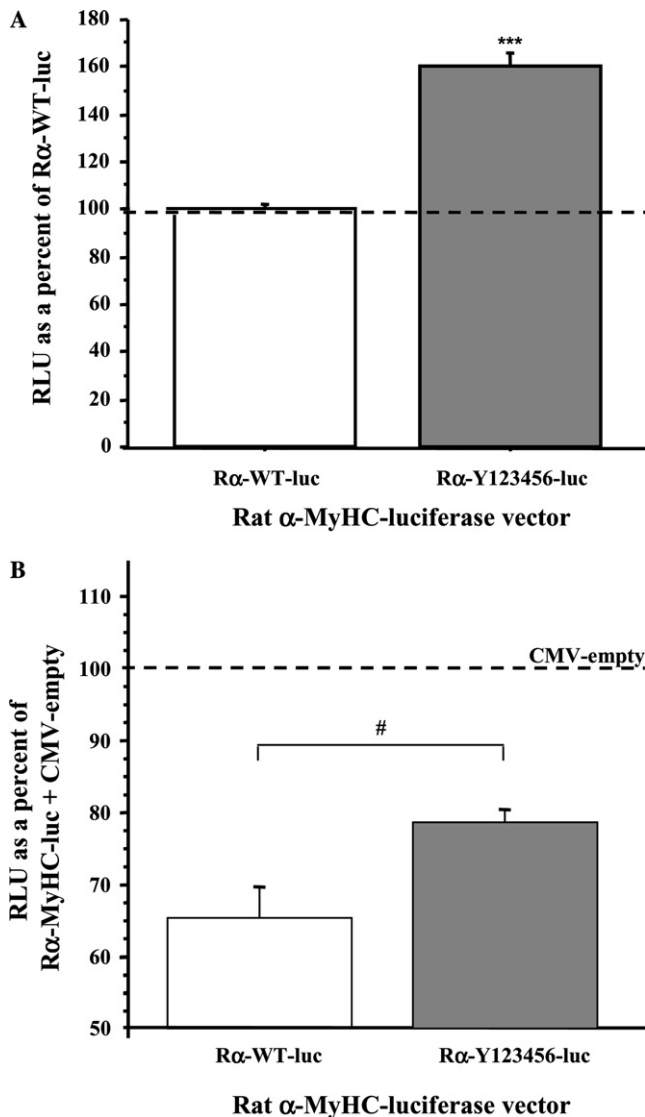 A
RLU as a percent of Rα-WT-luc
180
160
140
120
100
80
60
40
20
0
***
Rα-WT-luc
Rα-Y123456-luc
Rat α-MyHC-luciferase vector
B
RLU as a percent of
Rα-MyHC-luc + CMV-empty
110
100
90
80
70
60
50
CMV-empty
#
Rα-WT-luc
Rα-Y123456-luc
Rat α-MyHC-luciferase vector